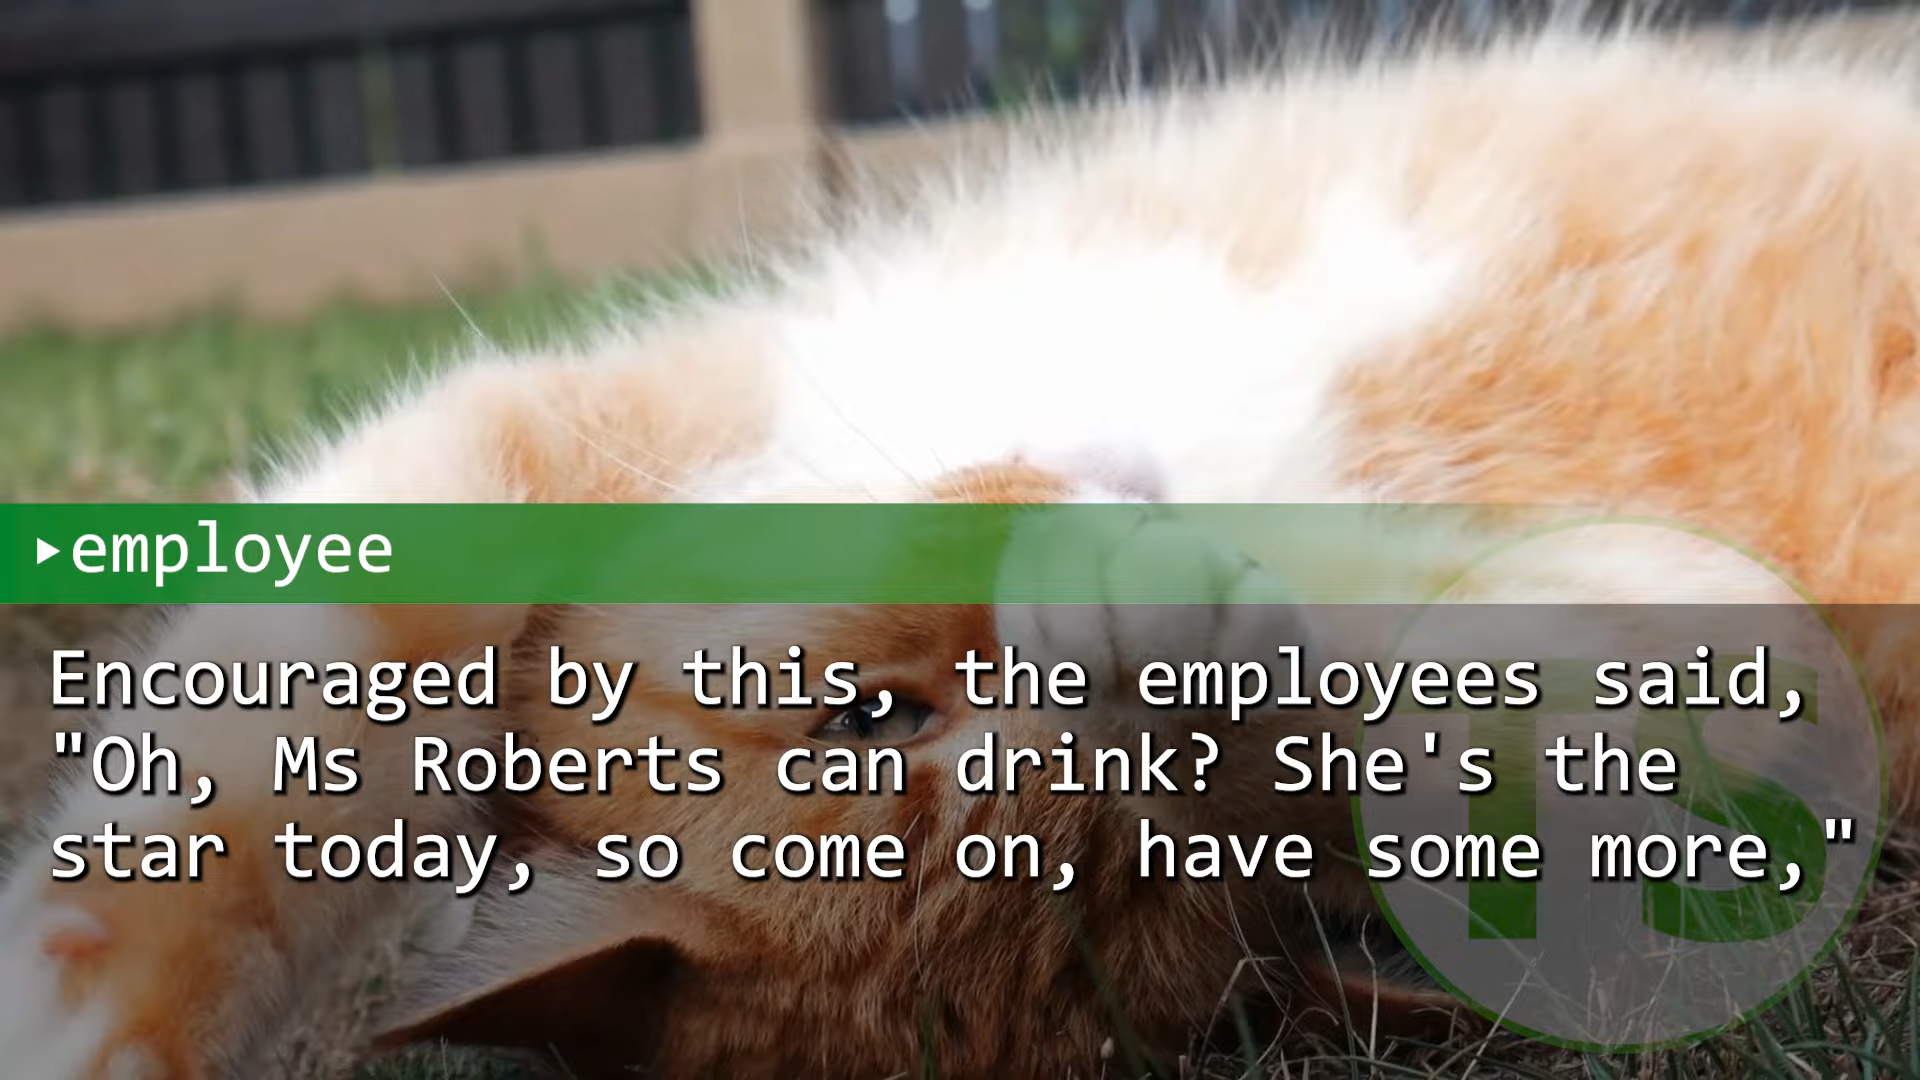 ▶employee
Encouraged by this, the employees said,
"Oh, Ms Roberts can drink? She's the
star today, so come on, have some more,"
TS